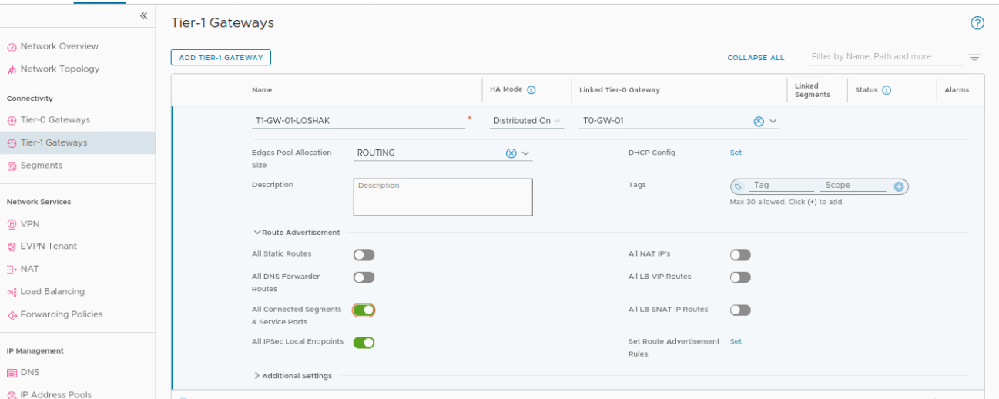 Tier-1 Gateways
Network Overview
Network Topology
Connectivity
Tier-0 Gateways
Tier-1 Gateways
Segments
Network Services
VPN
EVPN Tenant
NAT
Load Balancing
Forwarding Policies
IP Management
DNS
IP Address Pools
ADD TIER-1 GATEWAY
COLLAPSE ALL
Filter by Name, Path and more
Name
HA Mode
Linked Tier-0 Gateway
Linked
Segments
Status
Alarms
T1-GW-01-LOSHAK *
Distributed On
T0-GW-01
Edges Pool Allocation
Size
ROUTING
DHCP Config
Set
Description
Description
Tags
Tag
Scope
Max 30 allowed. Click (+) to add.
Route Advertisement
All Static Routes
All NAT IP's
All DNS Forwarder
Routes
All LB VIP Routes
All Connected Segments
& Service Ports
All LB SNAT IP Routes
All IPSec Local Endpoints
Set Route Advertisement
Rules
Set
Additional Settings